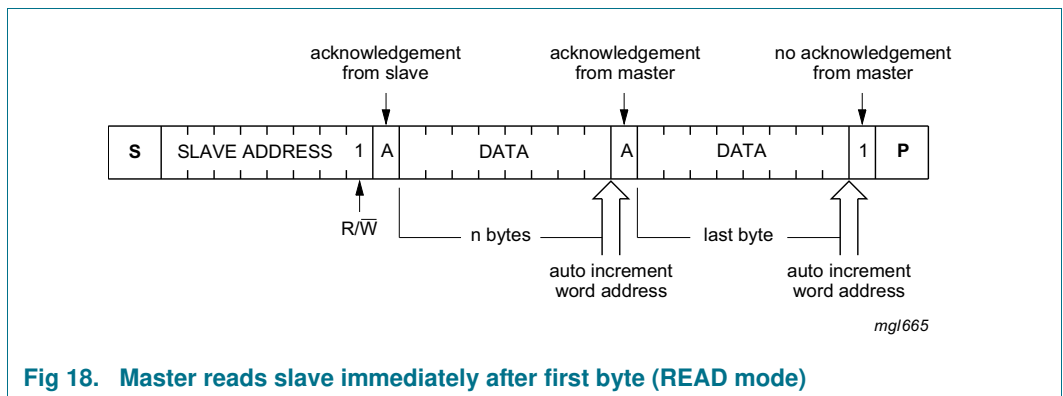 acknowledgement
from slave
acknowledgement
from master
no acknowledgement
from master
S SLAVE ADDRESS 1 A DATA A DATA 1 P
R/W̅
n bytes
last byte
auto increment
word address
auto increment
word address
mgl665
Fig 18. Master reads slave immediately after first byte (READ mode)